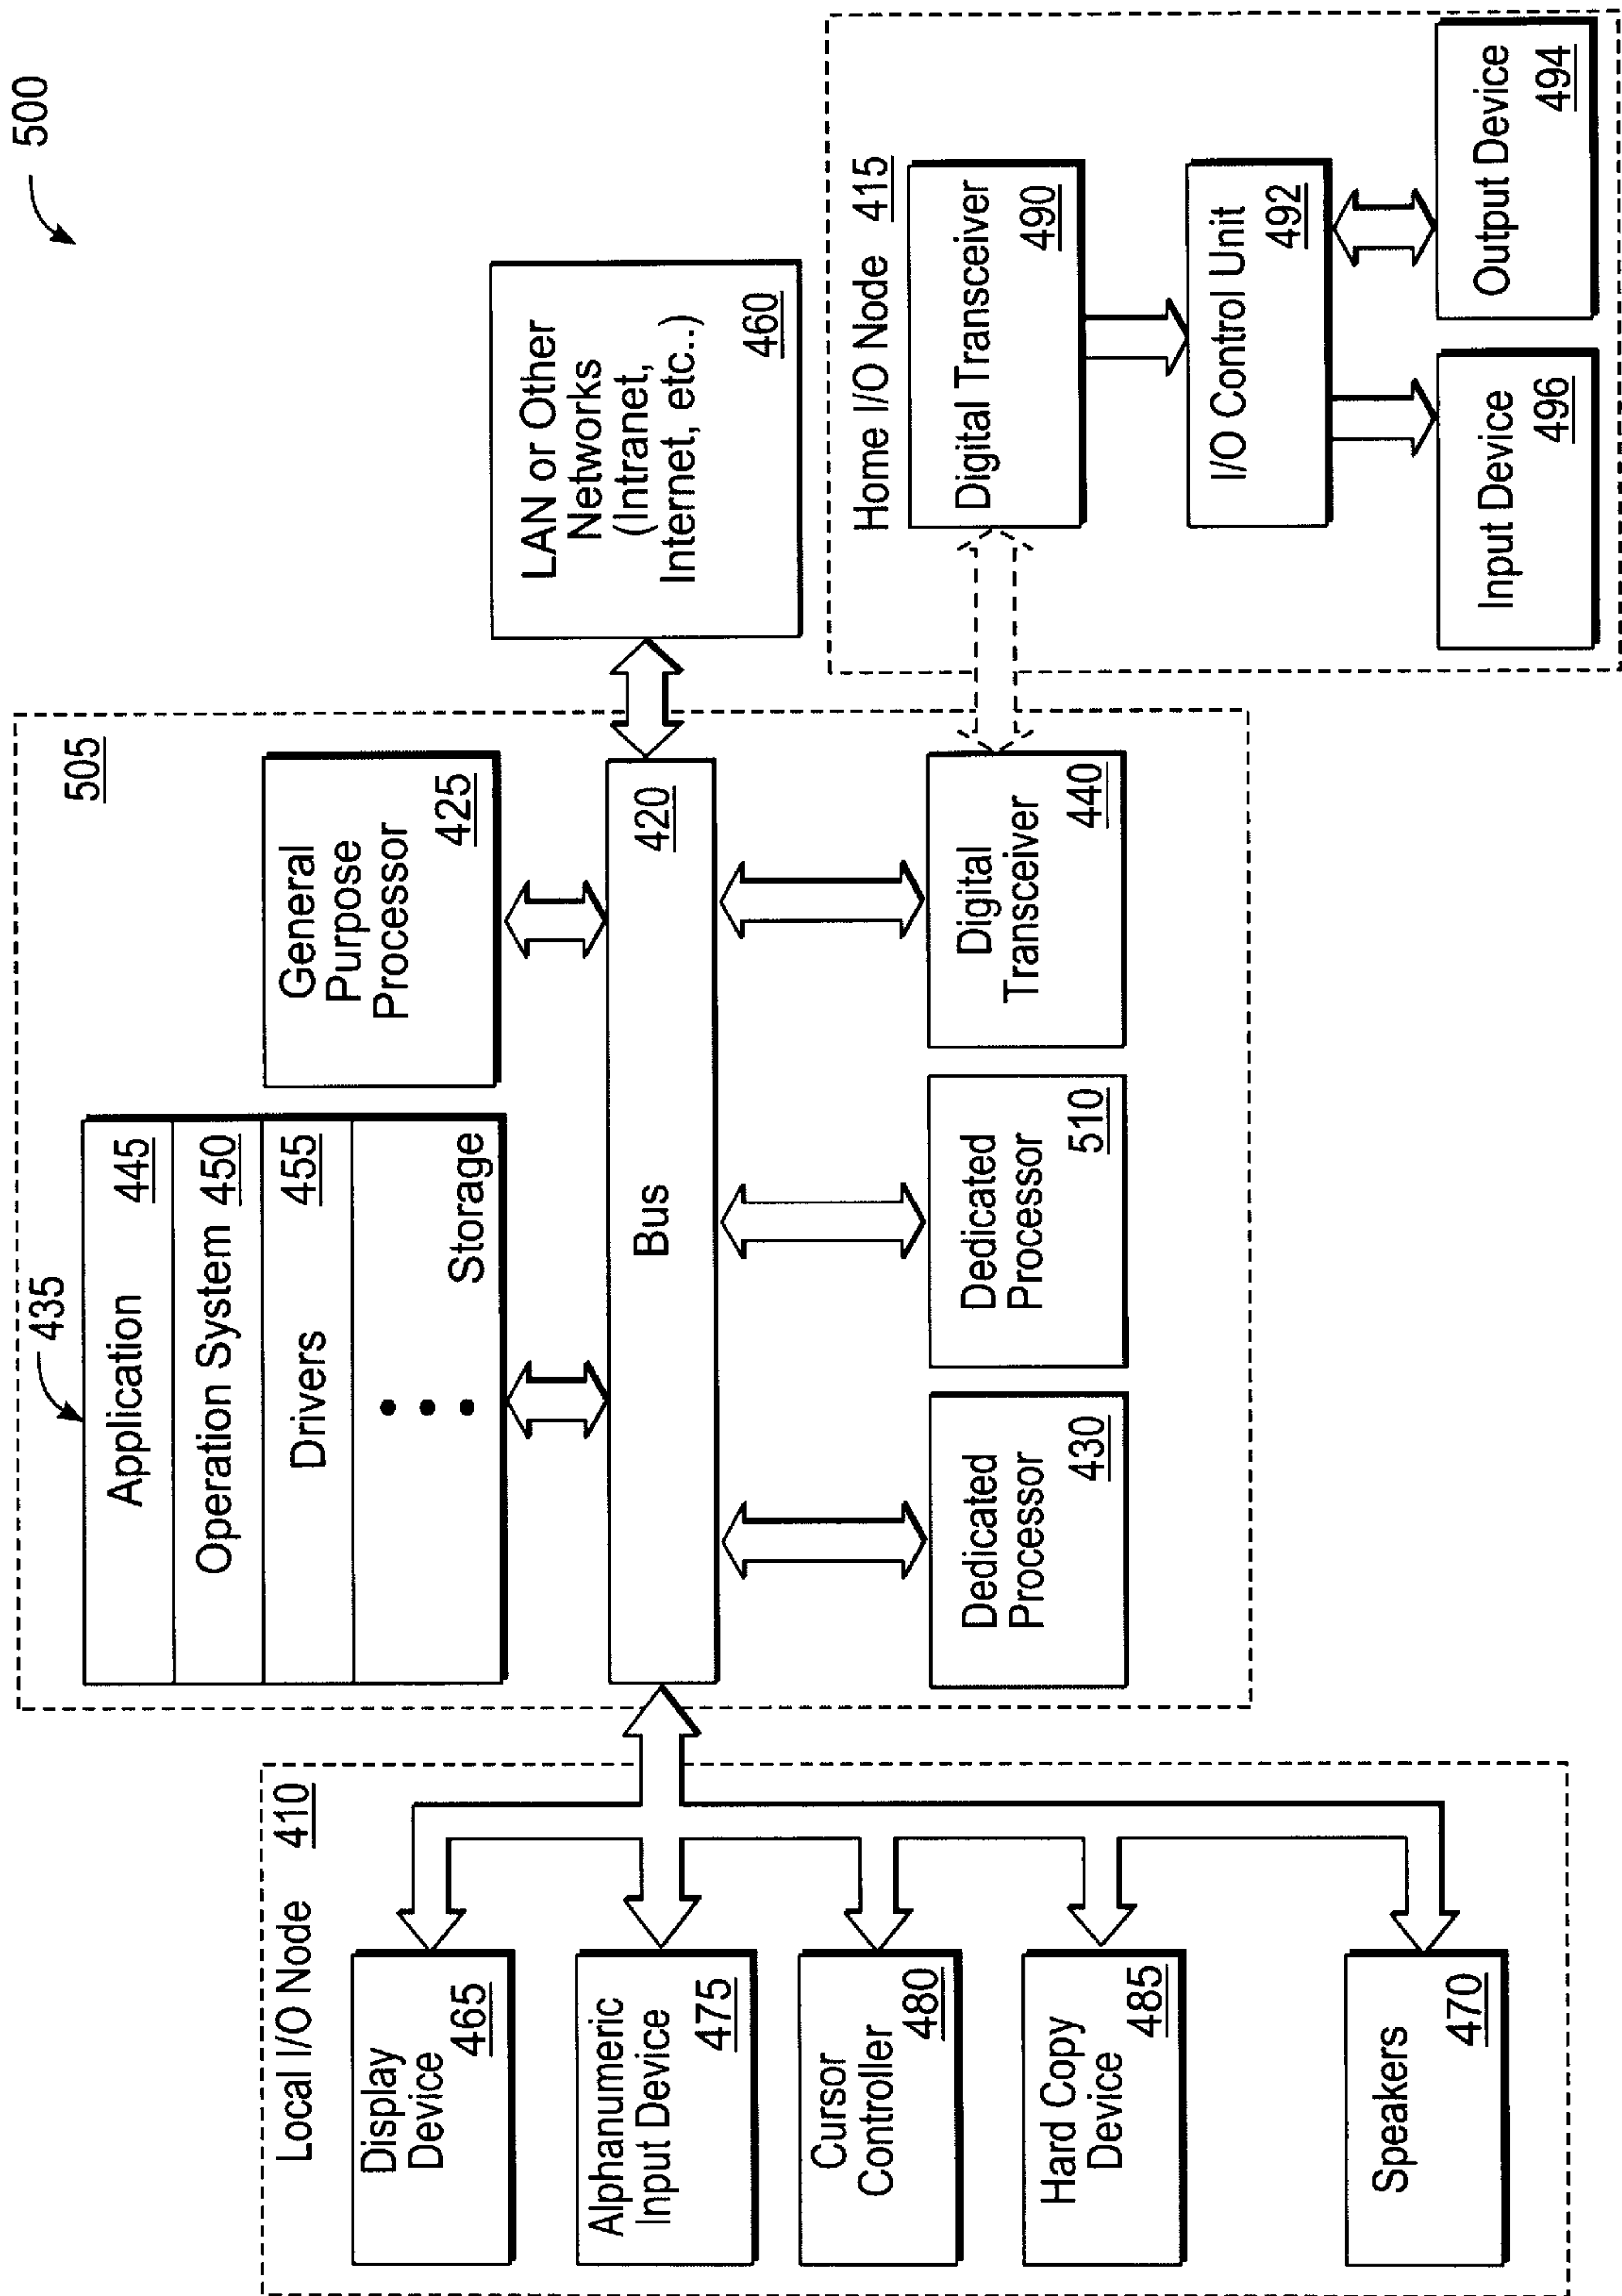 500
505
435
Application
445
Operation System 450
Drivers
455
Storage
General
Purpose
Processor
425
Bus
420
LAN or Other
Networks
(Intranet,
Internet, etc..)
460
Dedicated
Processor
430
Dedicated
Processor
510
Digital
Transceiver
440
Local I/O Node 410
Display
Device
465
Alphanumeric
Input Device
475
Cursor
Controller
480
Hard Copy
Device
485
Speakers
470
Home I/O Node 415
Digital Transceiver
490
I/O Control Unit
492
Input Device
496
Output Device
494